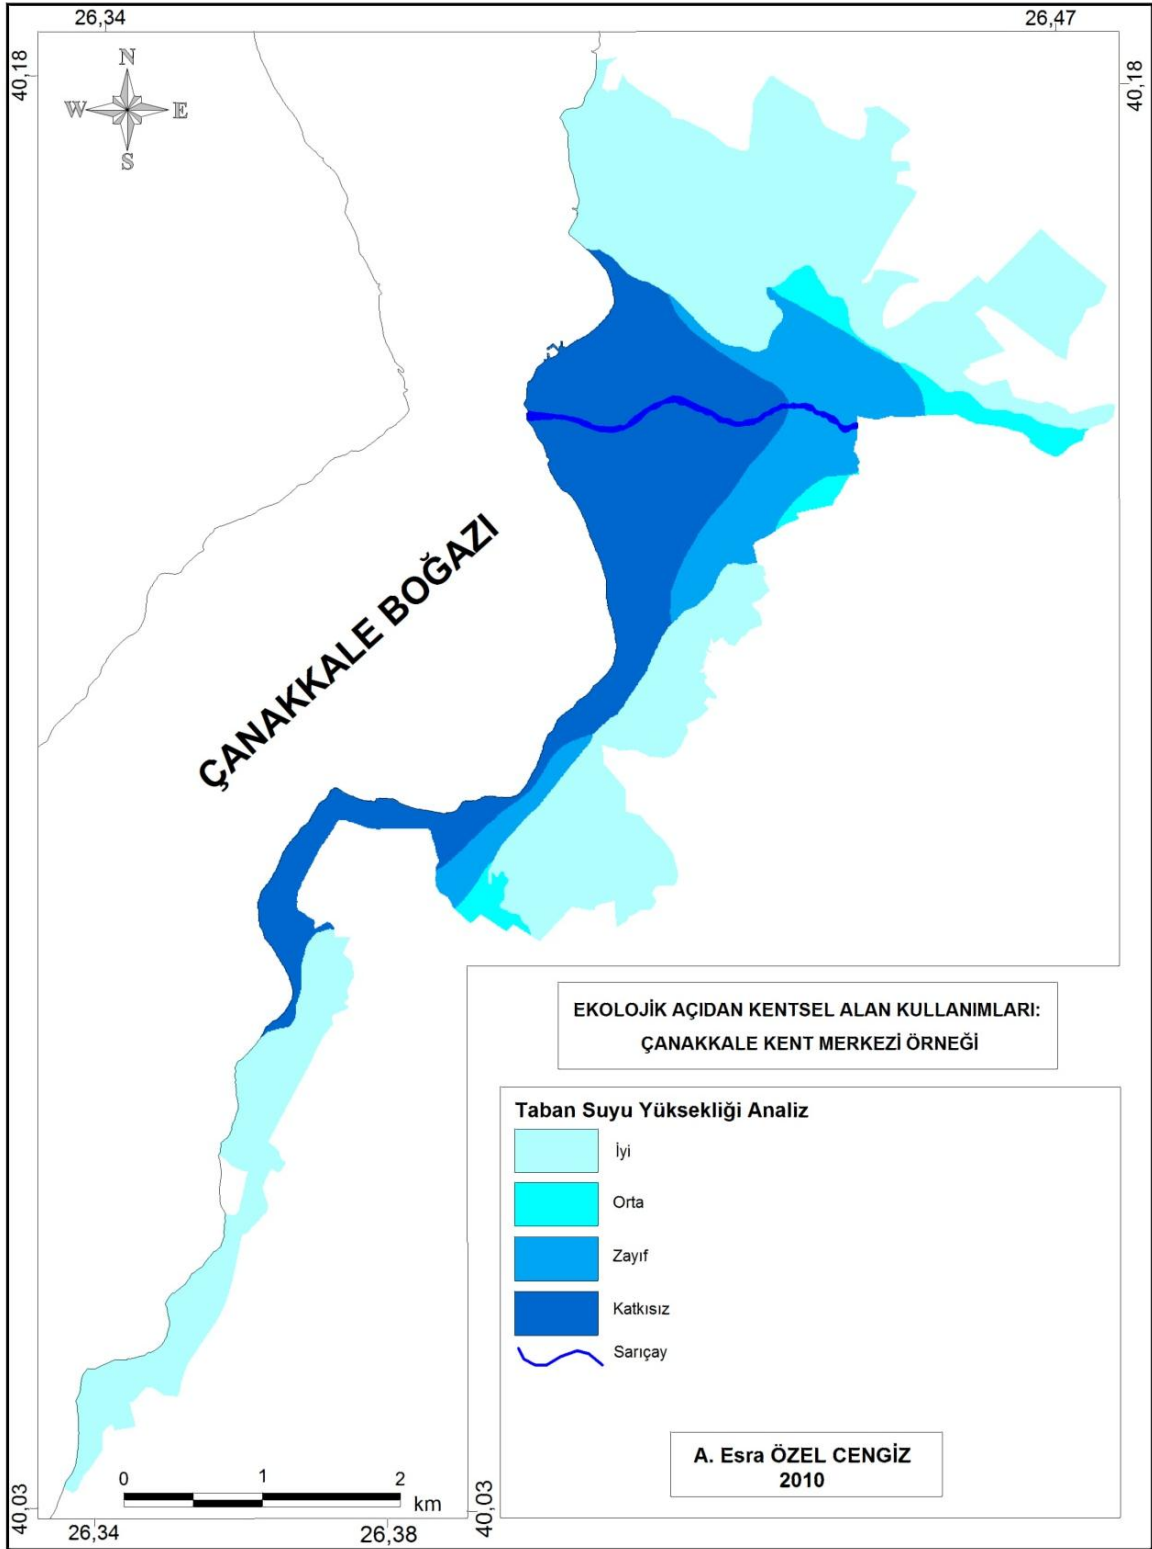 26,34
26,47
40,18
40,18
N
W
E
S
ÇANAKKALE BOĞAZI
EKOLOJİK AÇIDAN KENTSEL ALAN KULLANIMLARI:
ÇANAKKALE KENT MERKEZİ ÖRNEĞİ
Taban Suyu Yüksekliği Analiz
İyi
Orta
Zayıf
Katkısız
Sarıçay
A. Esra ÖZEL CENGİZ
2010
0
1
2
km
40,03
40,03
26,34
26,38